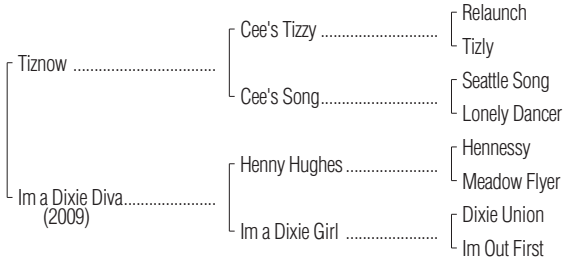 Relaunch
Cee's Tizzy ........................
Tizly
Tiznow .............................
Seattle Song
Cee's Song........................
Lonely Dancer
Hennessy
Henny Hughes ...................
Meadow Flyer
Im a Dixie Diva...................
(2009)
Dixie Union
Im a Dixie Girl ...................
Im Out First